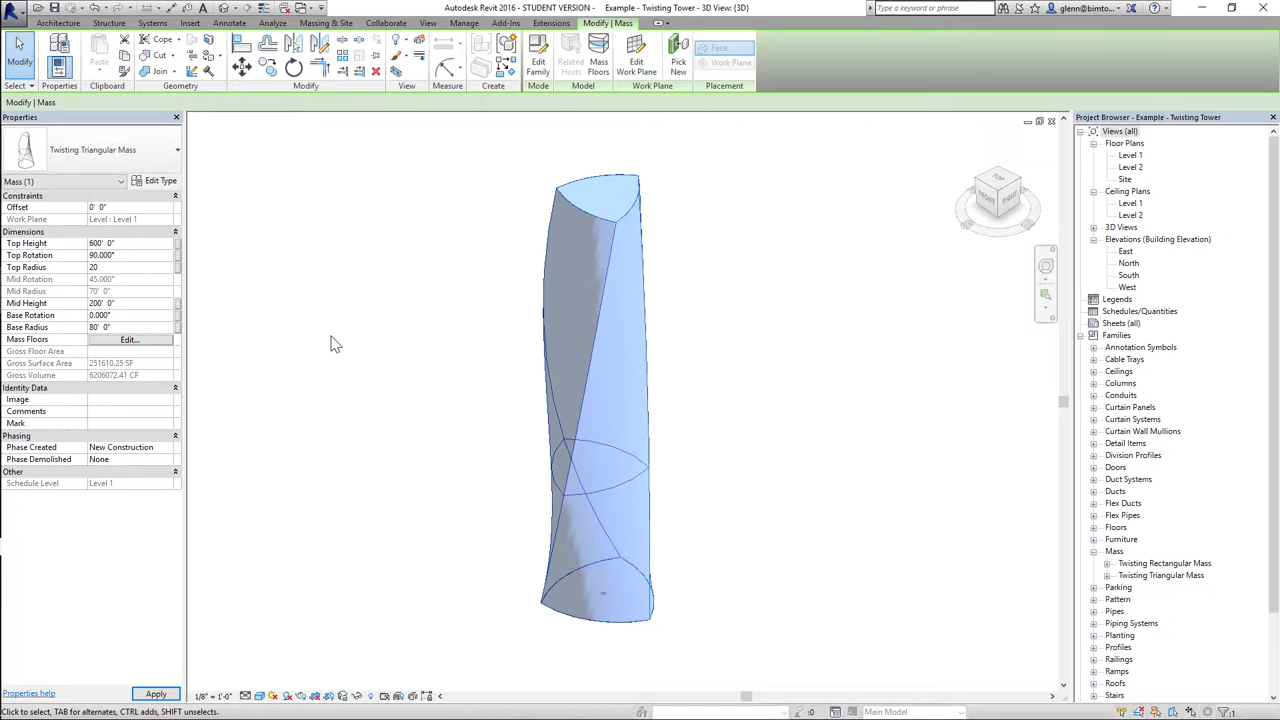 Autodesk Revit 2016 - STUDENT VERSION -    Example - Twisting Tower - 3D View: {3D}
Type a keyword or phrase
glenn@bimto...
Architecture Structure Systems Insert Annotate Analyze Massing & Site Collaborate View Manage Add-Ins Extensions Modify | Mass
Modify
Paste
Cope
Cut
Join
Edit Family
Related Hosts
Mass Floors
Edit Work Plane
Pick New
Face
Work Plane
Select Properties Clipboard Geometry Modify View Measure Create Mode Model Work Plane Placement
Modify | Mass
Properties
Twisting Triangular Mass
Mass (1)
Edit Type
Constraints
Offset 0' 0"
Work Plane Level : Level 1
Dimensions
Top Height 600' 0"
Top Rotation 90.000°
Top Radius 20
Mid Rotation 45.000°
Mid Radius 70' 0"
Mid Height 200' 0"
Base Rotation 0.000°
Base Radius 80' 0"
Mass Floors Edit...
Gross Floor Area
Gross Surface Area 251610.25 SF
Gross Volume 6206072.41 CF
Identity Data
Image
Comments
Mark
Phasing
Phase Created New Construction
Phase Demolished None
Other
Schedule Level Level 1
Properties help
Apply
TOP
FRONT
RIGHT
1/8" = 1'-0"
Project Browser - Example - Twisting Tower
Views (all)
Floor Plans
Level 1
Level 2
Site
Ceiling Plans
Level 1
Level 2
3D Views
Elevations (Building Elevation)
East
North
South
West
Legends
Schedules/Quantities
Sheets (all)
Families
Annotation Symbols
Cable Trays
Ceilings
Columns
Conduits
Curtain Panels
Curtain Systems
Curtain Wall Mullions
Detail Items
Division Profiles
Doors
Duct Systems
Ducts
Flex Ducts
Flex Pipes
Floors
Furniture
Mass
Twisting Rectangular Mass
Twisting Triangular Mass
Parking
Pattern
Pipes
Piping Systems
Planting
Profiles
Railings
Ramps
Roofs
Stairs
Click to select, TAB for alternates, CTRL adds, SHIFT unselects.
:0
Main Model
:1